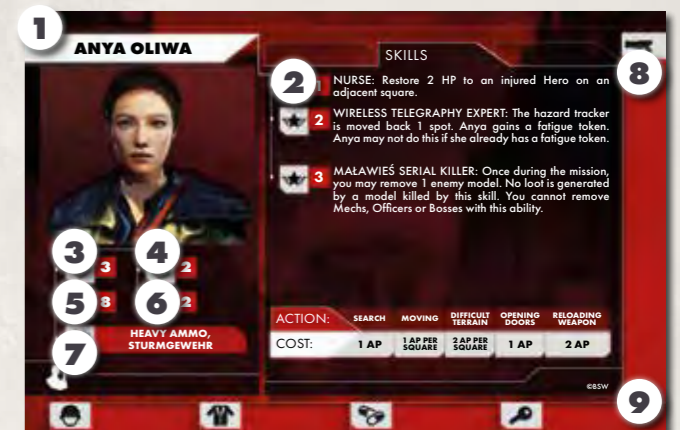 1
ANYA OLIWA
SKILLS
8
2
1 NURSE: Restore 2 HP to an injured Hero on an
adjacent square.
2 WIRELESS TELEGRAPHY EXPERT: The hazard tracker
is moved back 1 spot. Anya gains a fatigue token.
Anya may not do this if she already has a fatigue token.
3 MAŁAWIEŚ SERIAL KILLER: Once during the mission,
you may remove 1 enemy model. No loot is generated
by a model killed by this skill. You cannot remove
Mechs, Officers or Bosses with this ability.
3 3 4 2
5 8 6 2
7 HEAVY AMMO,
STURMGEWEHR
ACTION: SEARCH MOVING DIFFICULT TERRAIN OPENING DOORS RELOADING WEAPON
COST: 1 AP 1 AP PER SQUARE 2 AP PER SQUARE 1 AP 2 AP
©BSW
9